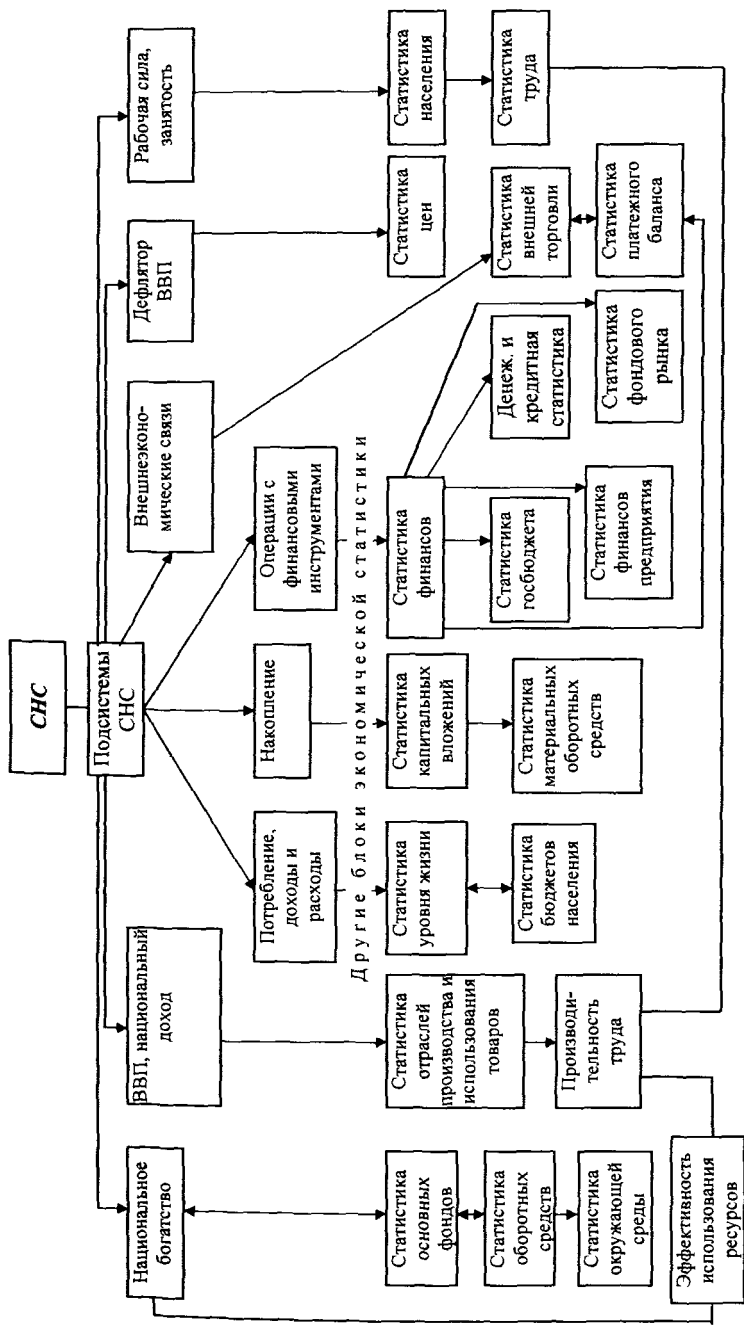 СНС
Подсистемы
СНС
Национальное
богатство
ВВП, национальный
доход
Внешнеэконо-
мические связи
Дефлятор
ВВП
Рабочая сила,
занятость
Потребление,
доходы и
расходы
Накопление
Операции с
финансовыми
инструментами
Другие блоки экономической статистики
Статистика
основных
фондов
Статистика
отраслей
производства и
использования
товаров
Статистика
уровня жизни
Статистика
капитальных
вложений
Статистика
финансов
Статистика
цен
Статистика
населения
Статистика
оборотных
средств
Статистика
бюджетов
населения
Статистика
материальных
оборотных
средств
Статистика
госбюджета
Денеж. и
кредитная
статистика
Статистика
внешней
торговли
Статистика
труда
Статистика
окружающей
среды
Производи-
тельность
труда
Статистика
финансов
предприятия
Статистика
фондового
рынка
Статистика
платежного
баланса
Эффективность
использования
ресурсов